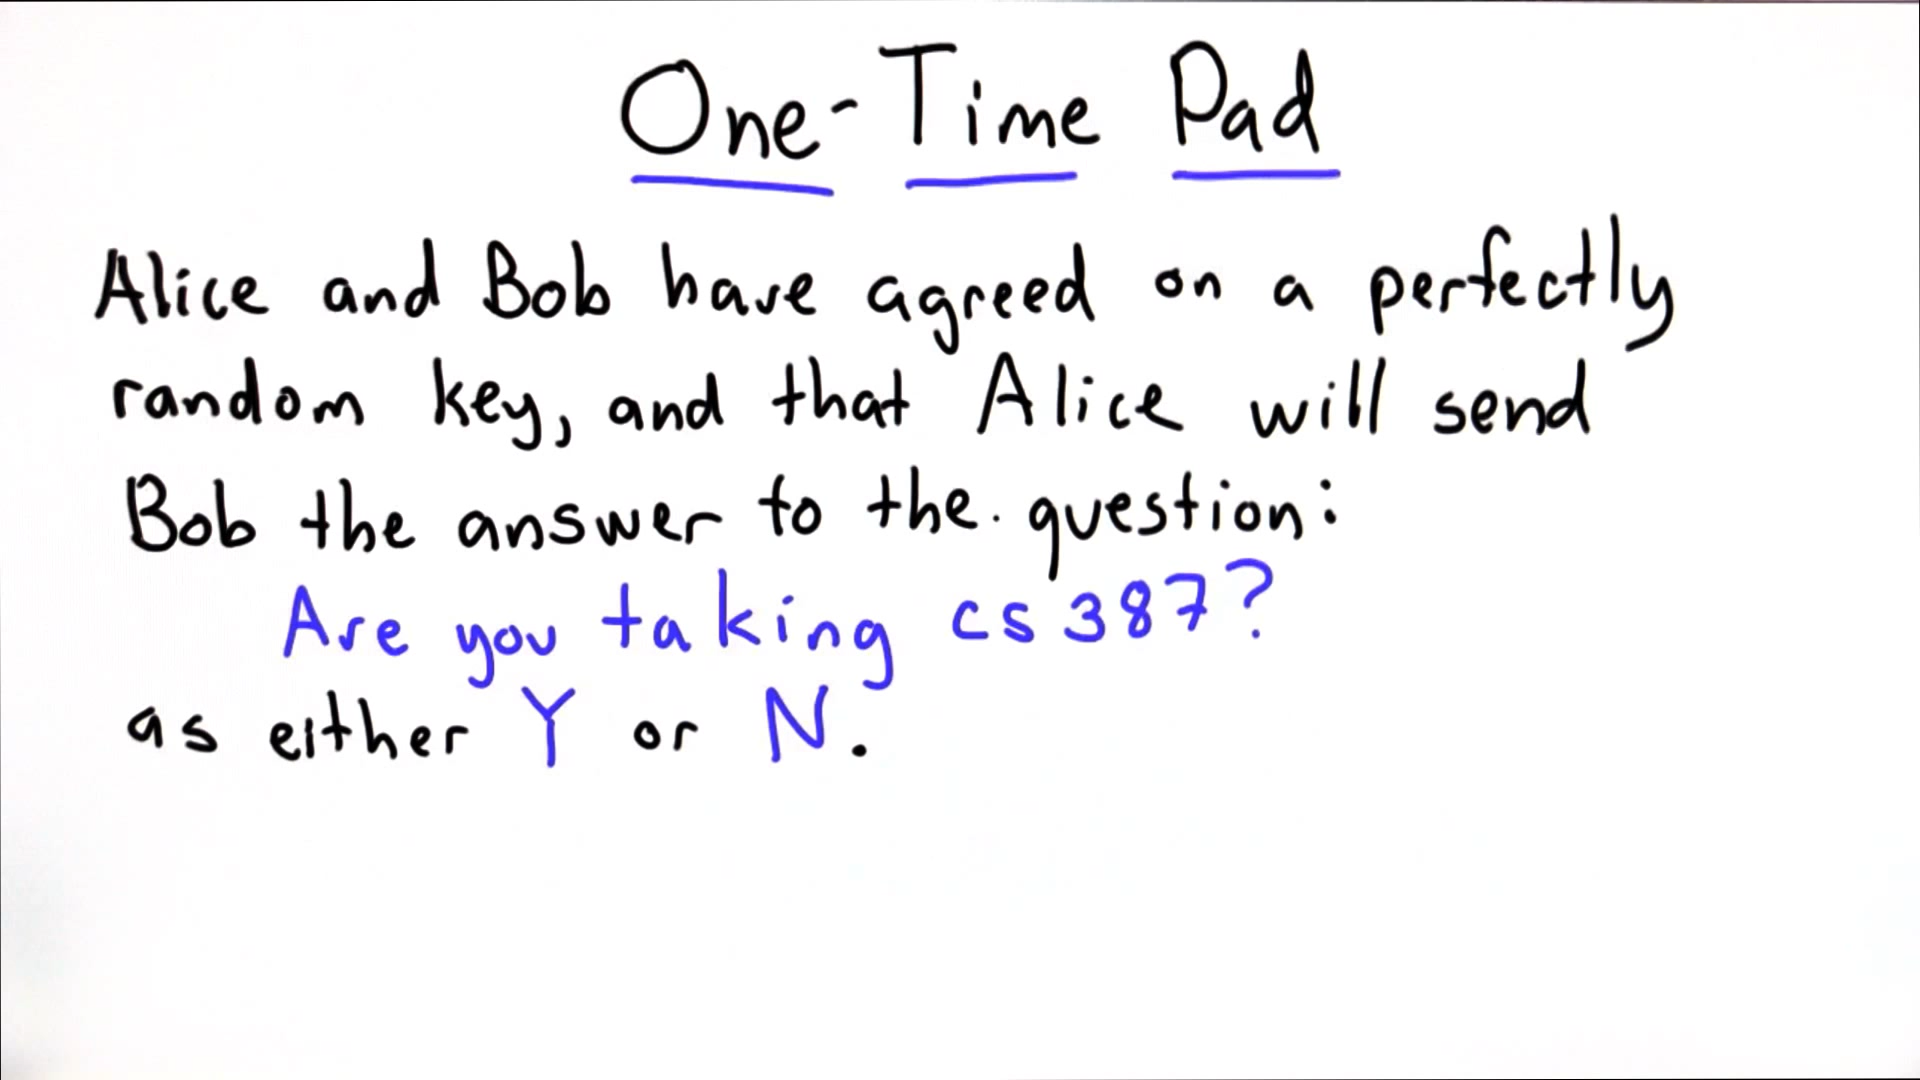 One-Time Pad
Alice and Bob have agreed on a perfectly
random key, and that Alice will send
Bob the answer to the question:
Are you taking cs387?
as either Y or N.